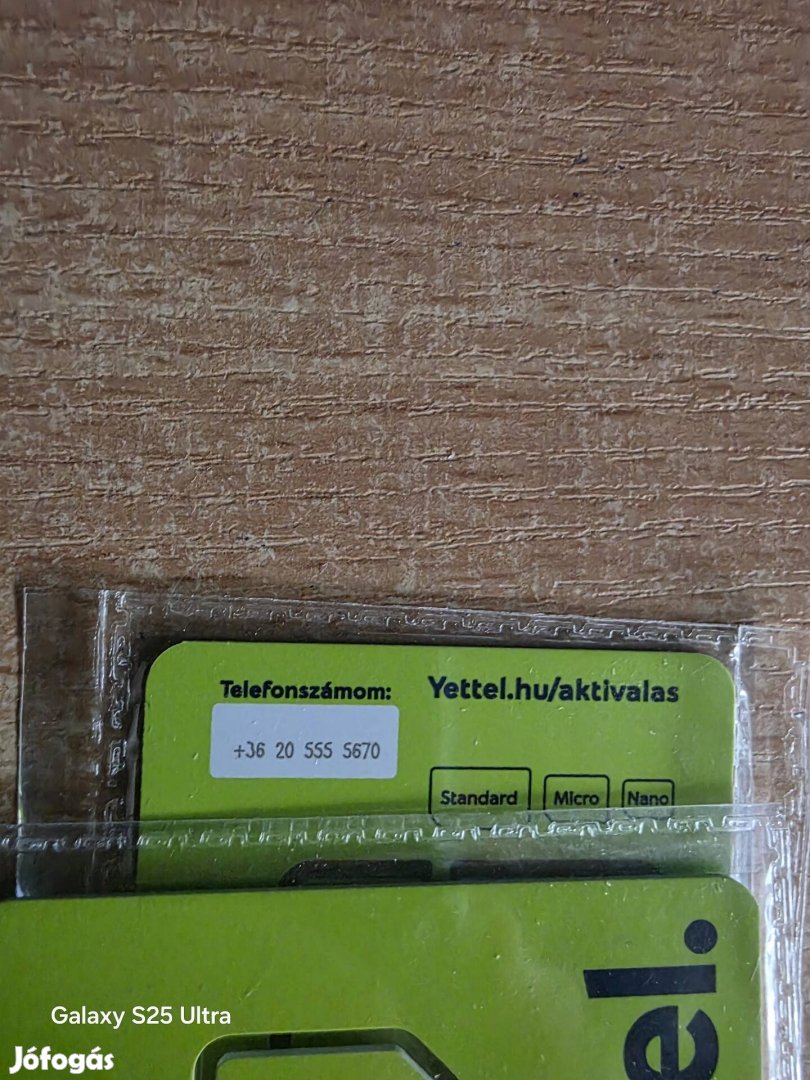 Telefonszámom:
Yettel.hu/aktivalas
+36 20 555 5670
Standard
Micro
Nano
el.
Galaxy S25 Ultra
Jófogás